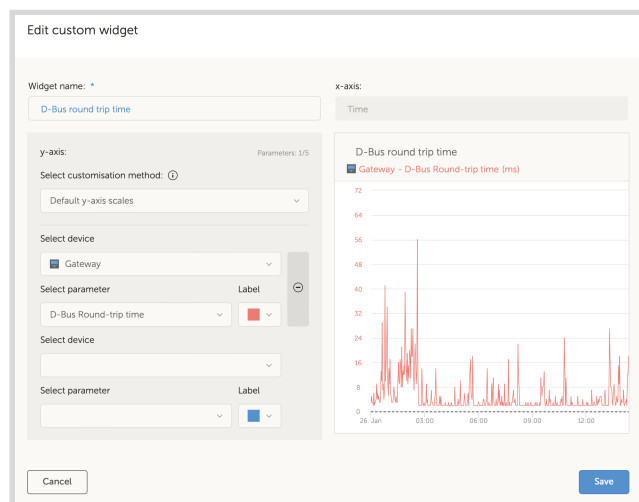 Edit custom widget
Widget name: *
x-axis:
D-Bus round trip time
Time
y-axis:
Parameters: 1/5
Select customisation method:
Default y-axis scales
Select device
Gateway
Select parameter
Label
D-Bus Round-trip time
Select device
Select parameter
Label
D-Bus round trip time
Gateway - D-Bus Round-trip time (ms)
72
64
56
48
40
32
24
16
8
0
26. Jan
03:00
06:00
09:00
12:00
Cancel
Save